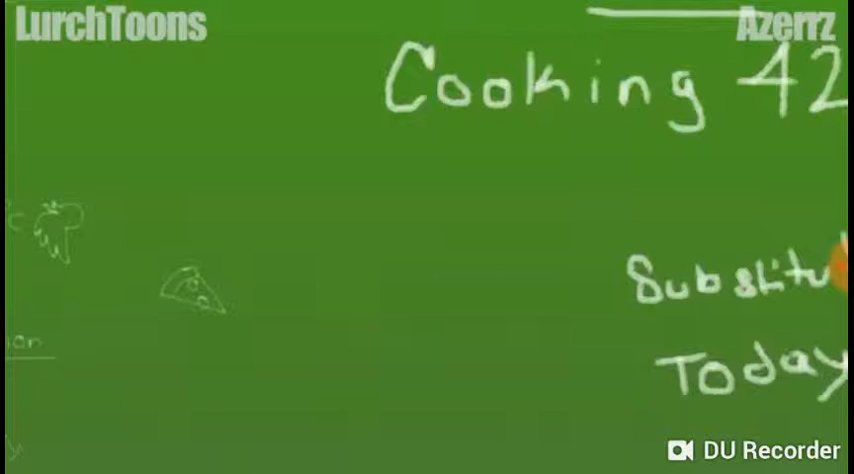 LurchToons
Azerrz
Cooking 42
Substitu
Today
DU Recorder